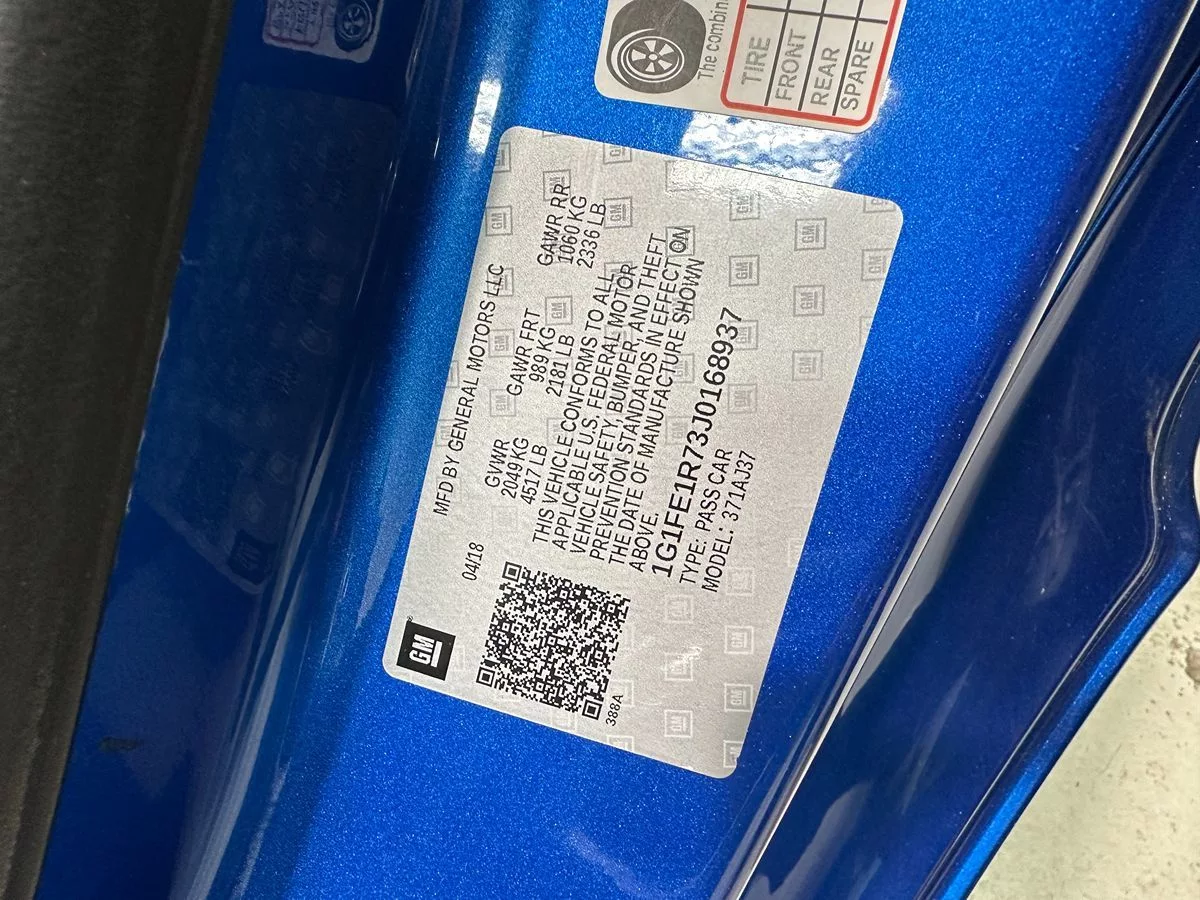 The combin
TIRE
FRONT
REAR
SPARE
GM
04/18
MFD BY GENERAL MOTORS LLC
GVWR GAWR FRT GAWR RR
2049 KG 989 KG 1060 KG
4517 LB 2181 LB 2336 LB
THIS VEHICLE CONFORMS TO ALL
APPLICABLE U.S. FEDERAL MOTOR
VEHICLE SAFETY, BUMPER, AND THEFT
PREVENTION STANDARDS IN EFFECT ON
THE DATE OF MANUFACTURE SHOWN
ABOVE.
1G1FE1R73J0168937
TYPE: PASS CAR
MODEL: 371AJ37
388A